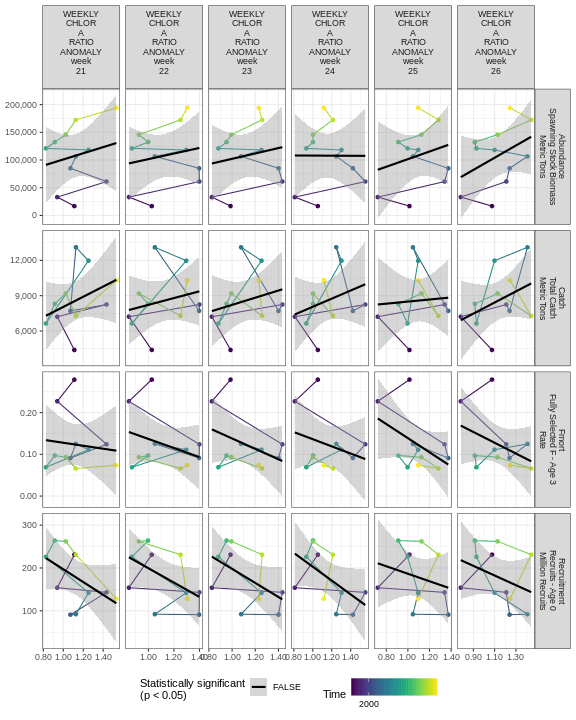 WEEKLY
CHLOR
A
RATIO
ANOMALY
week
21
WEEKLY
CHLOR
A
RATIO
ANOMALY
week
22
WEEKLY
CHLOR
A
RATIO
ANOMALY
week
23
WEEKLY
CHLOR
A
RATIO
ANOMALY
week
24
WEEKLY
CHLOR
A
RATIO
ANOMALY
week
25
WEEKLY
CHLOR
A
RATIO
ANOMALY
week
26
200,000
150,000
100,000
50,000
0
Abundance
Spawning Stock Biomass
Metric Tons
12,000
9,000
6,000
Catch
Total Catch
Metric Tons
0.20
0.10
0.00
Fmort
Fully Selected F - Age 3
Rate
300
200
100
Recruitment
Recruits - Age 0
Million Recruits
0.80 1.00 1.20 1.40
1.00 1.20 1.40
0.80 1.00 1.20 1.40
0.80 1.00 1.20 1.40
0.80 1.00 1.20 1.40
0.90 1.10 1.30
Statistically significant
(p < 0.05)
FALSE
Time
2000